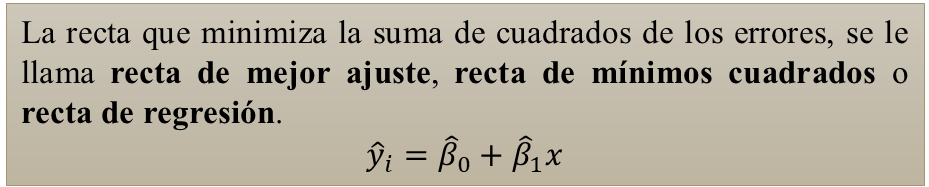 La recta que minimiza la suma de cuadrados de los errores, se le
llama recta de mejor ajuste, recta de mínimos cuadrados o
recta de regresión.
ŷᵢ = β̂₀ + β̂₁x